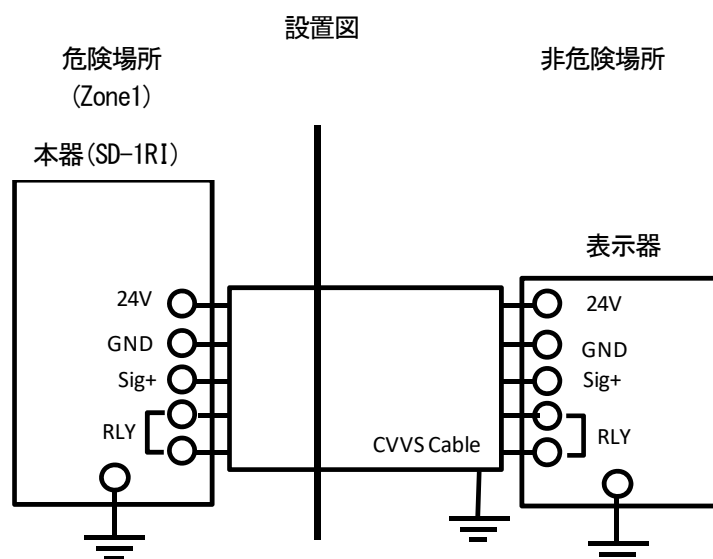 設置図
危険場所
(Zone1)
非危険場所
本器(SD-1RI)
表示器
24V
GND
Sig+
RLY
CVVS Cable
24V
GND
Sig+
RLY